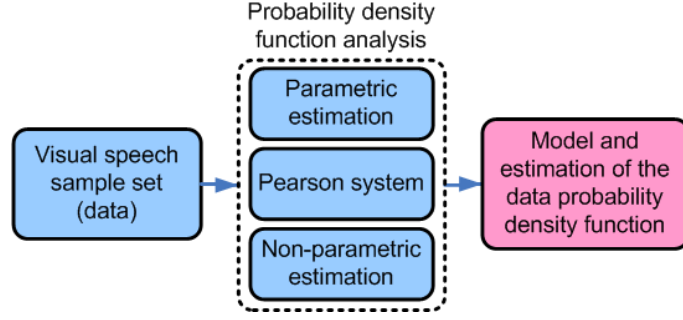 Probability density
function analysis
Visual speech
sample set
(data)
Parametric
estimation
Pearson system
Non-parametric
estimation
Model and
estimation of the
data probability
density function